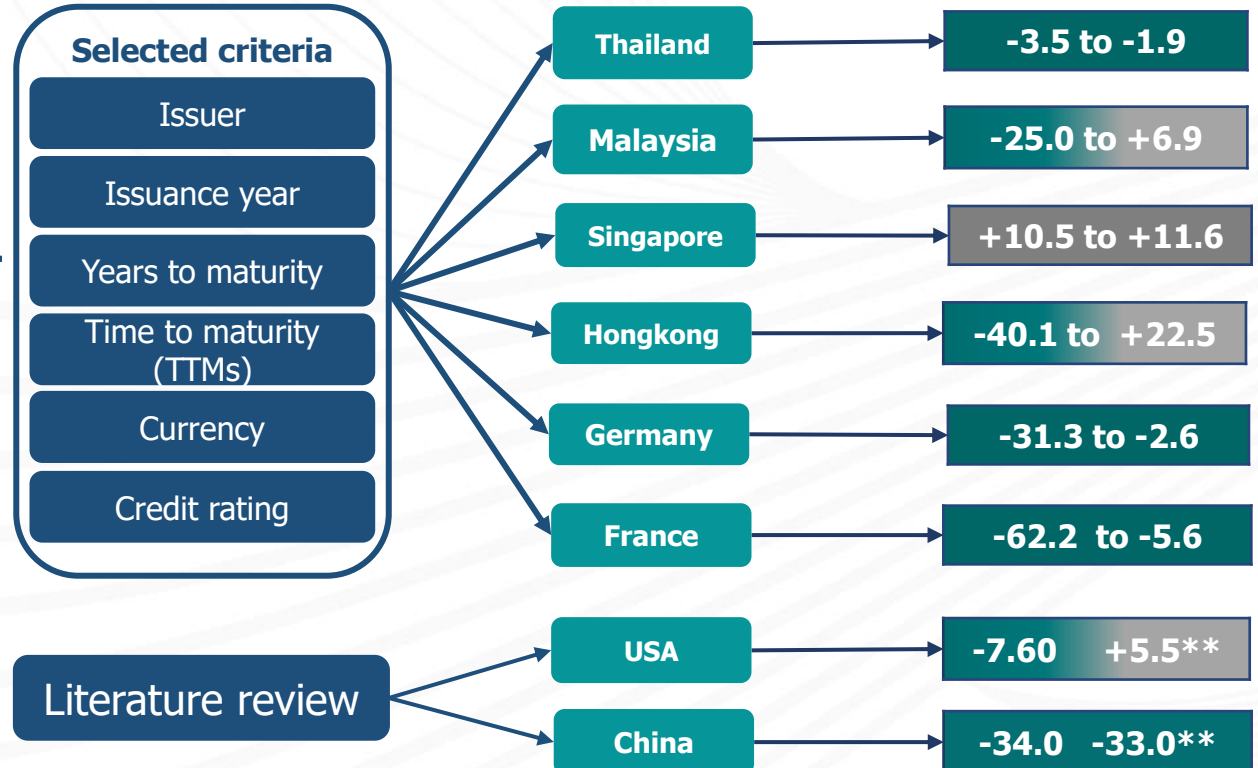 Selected criteria
Issuer
Issuance year
Years to maturity
Time to maturity
(TTMs)
Currency
Credit rating
Thailand
-3.5 to -1.9
Malaysia
-25.0 to +6.9
Singapore
+10.5 to +11.6
Hongkong
-40.1 to +22.5
Germany
-31.3 to -2.6
France
-62.2 to -5.6
Literature review
USA
-7.60 +5.5**
China
-34.0 -33.0**